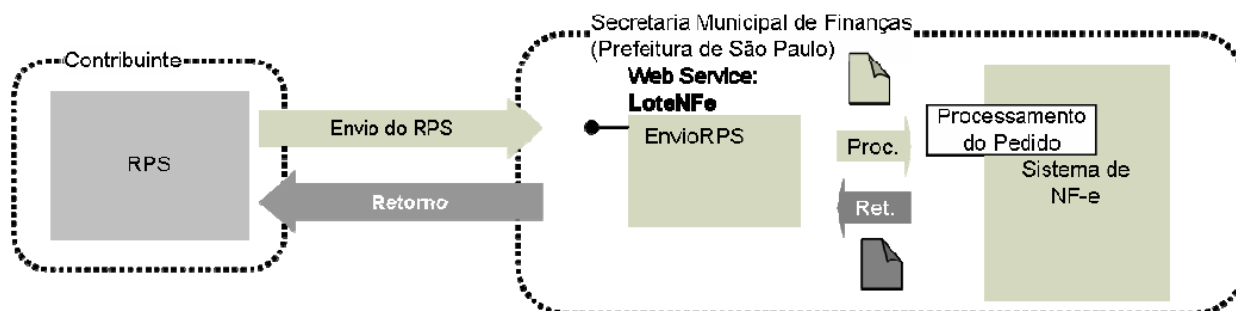 Secretaria Municipal de Finanças
(Prefeitura de São Paulo)
Contribuinte
Web Service:
LoteNFe
RPS
Envio do RPS
Retorno
EnvioRPS
Proc.
Ret.
Processamento
do Pedido
Sistema de
NF-e